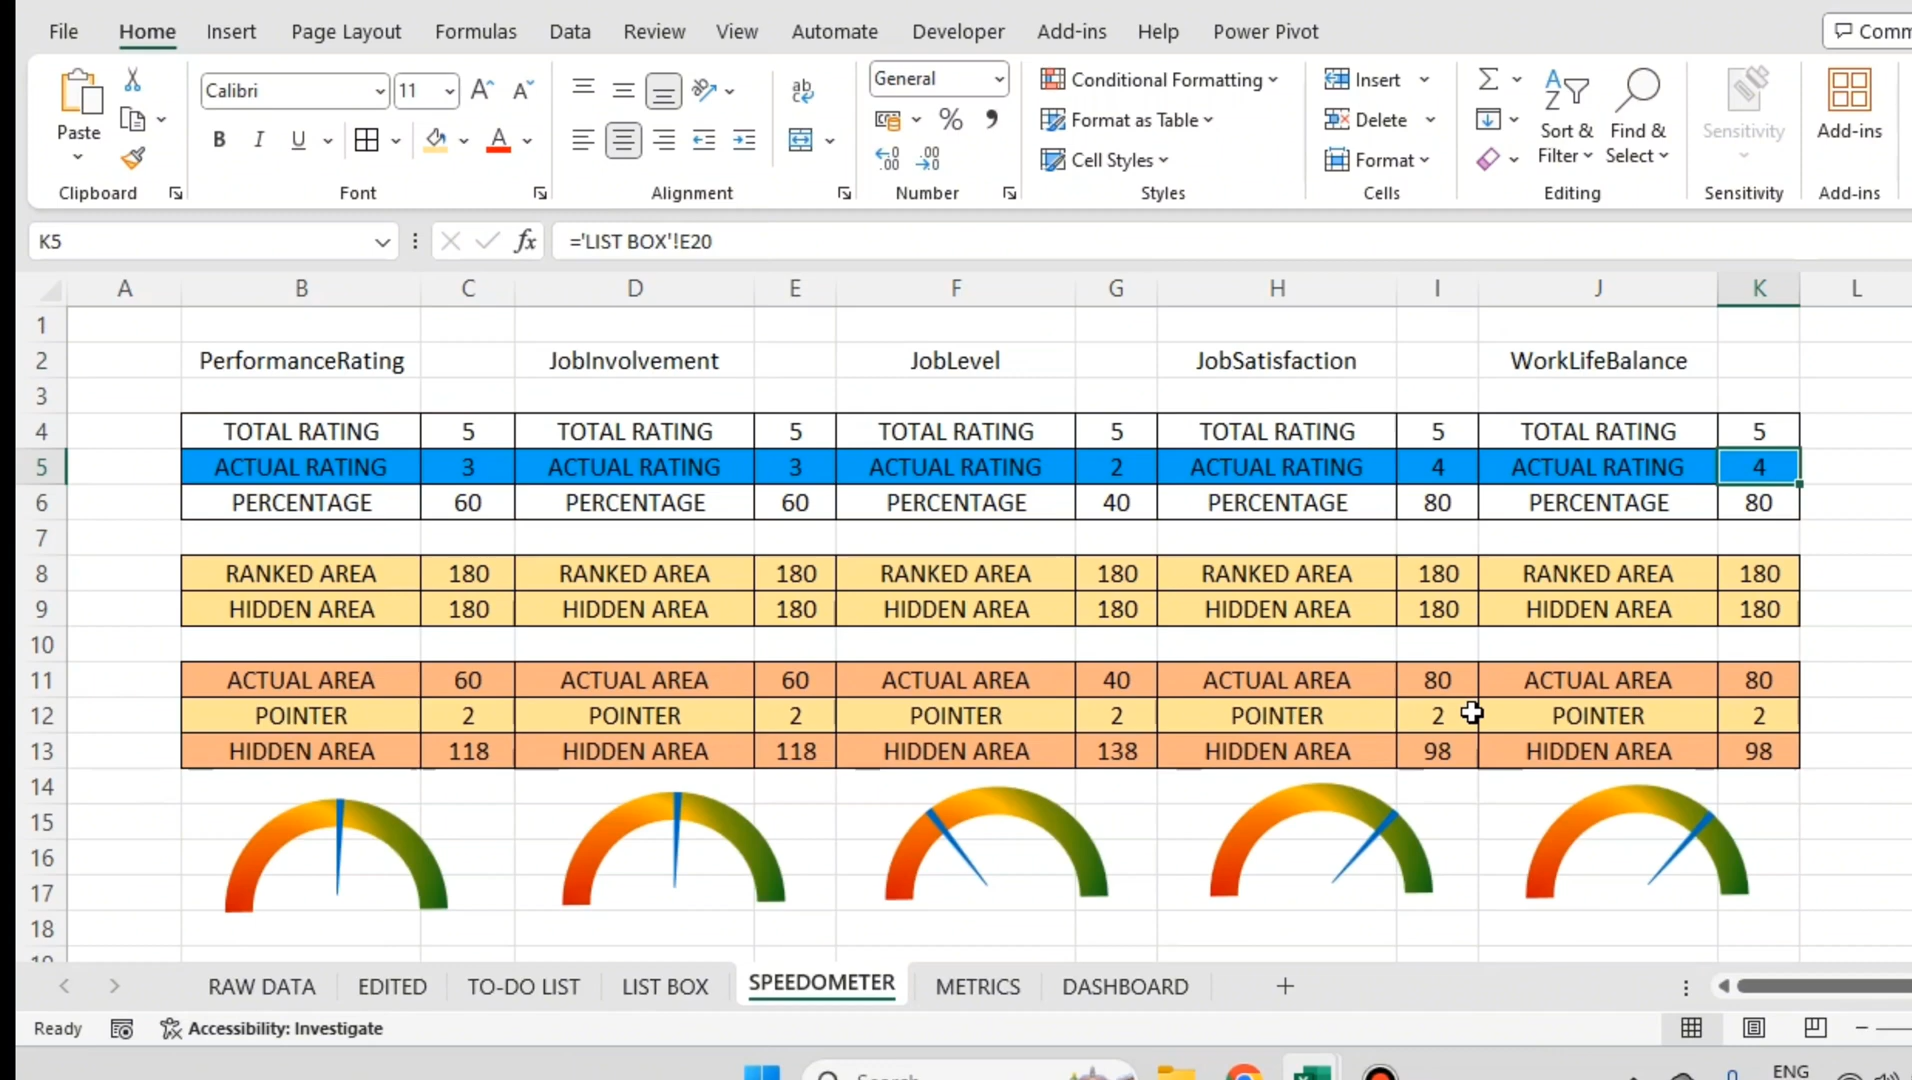 File Home Insert Page Layout Formulas Data Review View Automate Developer Add-ins Help Power Pivot
Calibri 11 General Conditional Formatting Insert
Paste Format as Table Delete Sort & Filter Find & Select Sensitivity Add-ins
B I U Cell Styles Format
Clipboard Font Alignment Number Styles Cells Editing Sensitivity Add-ins
K5 fx ='LIST BOX'!E20
A B C D E F G H I J K L
1
2 PerformanceRating JobInvolvement JobLevel JobSatisfaction WorkLifeBalance
3
4 TOTAL RATING 5 TOTAL RATING 5 TOTAL RATING 5 TOTAL RATING 5 TOTAL RATING 5
5 ACTUAL RATING 3 ACTUAL RATING 3 ACTUAL RATING 2 ACTUAL RATING 4 ACTUAL RATING 4
6 PERCENTAGE 60 PERCENTAGE 60 PERCENTAGE 40 PERCENTAGE 80 PERCENTAGE 80
7
8 RANKED AREA 180 RANKED AREA 180 RANKED AREA 180 RANKED AREA 180 RANKED AREA 180
9 HIDDEN AREA 180 HIDDEN AREA 180 HIDDEN AREA 180 HIDDEN AREA 180 HIDDEN AREA 180
10
11 ACTUAL AREA 60 ACTUAL AREA 60 ACTUAL AREA 40 ACTUAL AREA 80 ACTUAL AREA 80
12 POINTER 2 POINTER 2 POINTER 2 POINTER 2 POINTER 2
13 HIDDEN AREA 118 HIDDEN AREA 118 HIDDEN AREA 138 HIDDEN AREA 98 HIDDEN AREA 98
14
15
16
17
18
RAW DATA EDITED TO-DO LIST LIST BOX SPEEDOMETER METRICS DASHBOARD
Ready Accessibility: Investigate
ENG